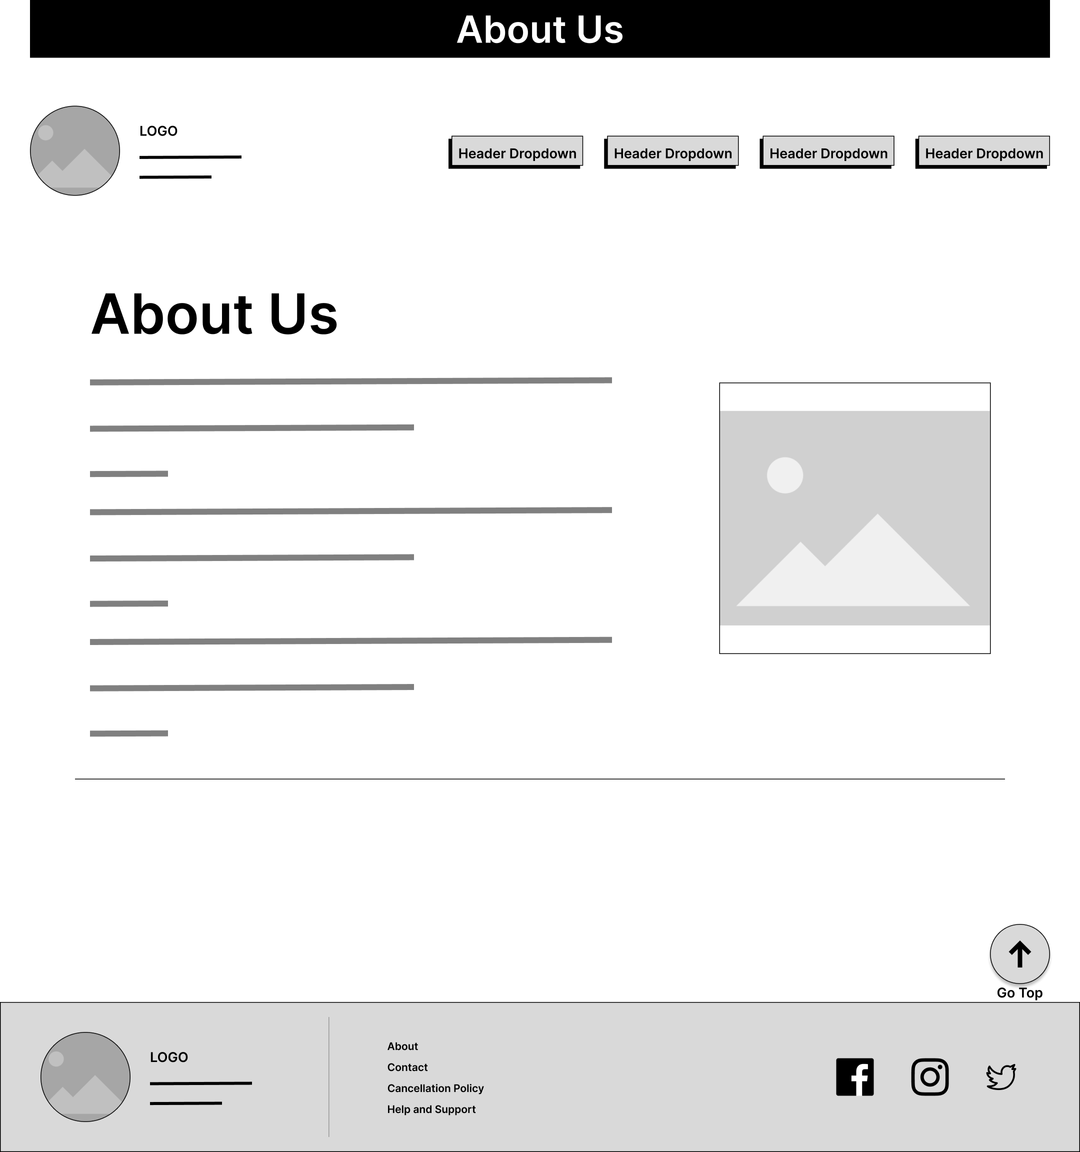 About Us
LOGO
Header Dropdown
Header Dropdown
Header Dropdown
Header Dropdown
About Us
Go Top
LOGO
About
Contact
Cancellation Policy
Help and Support